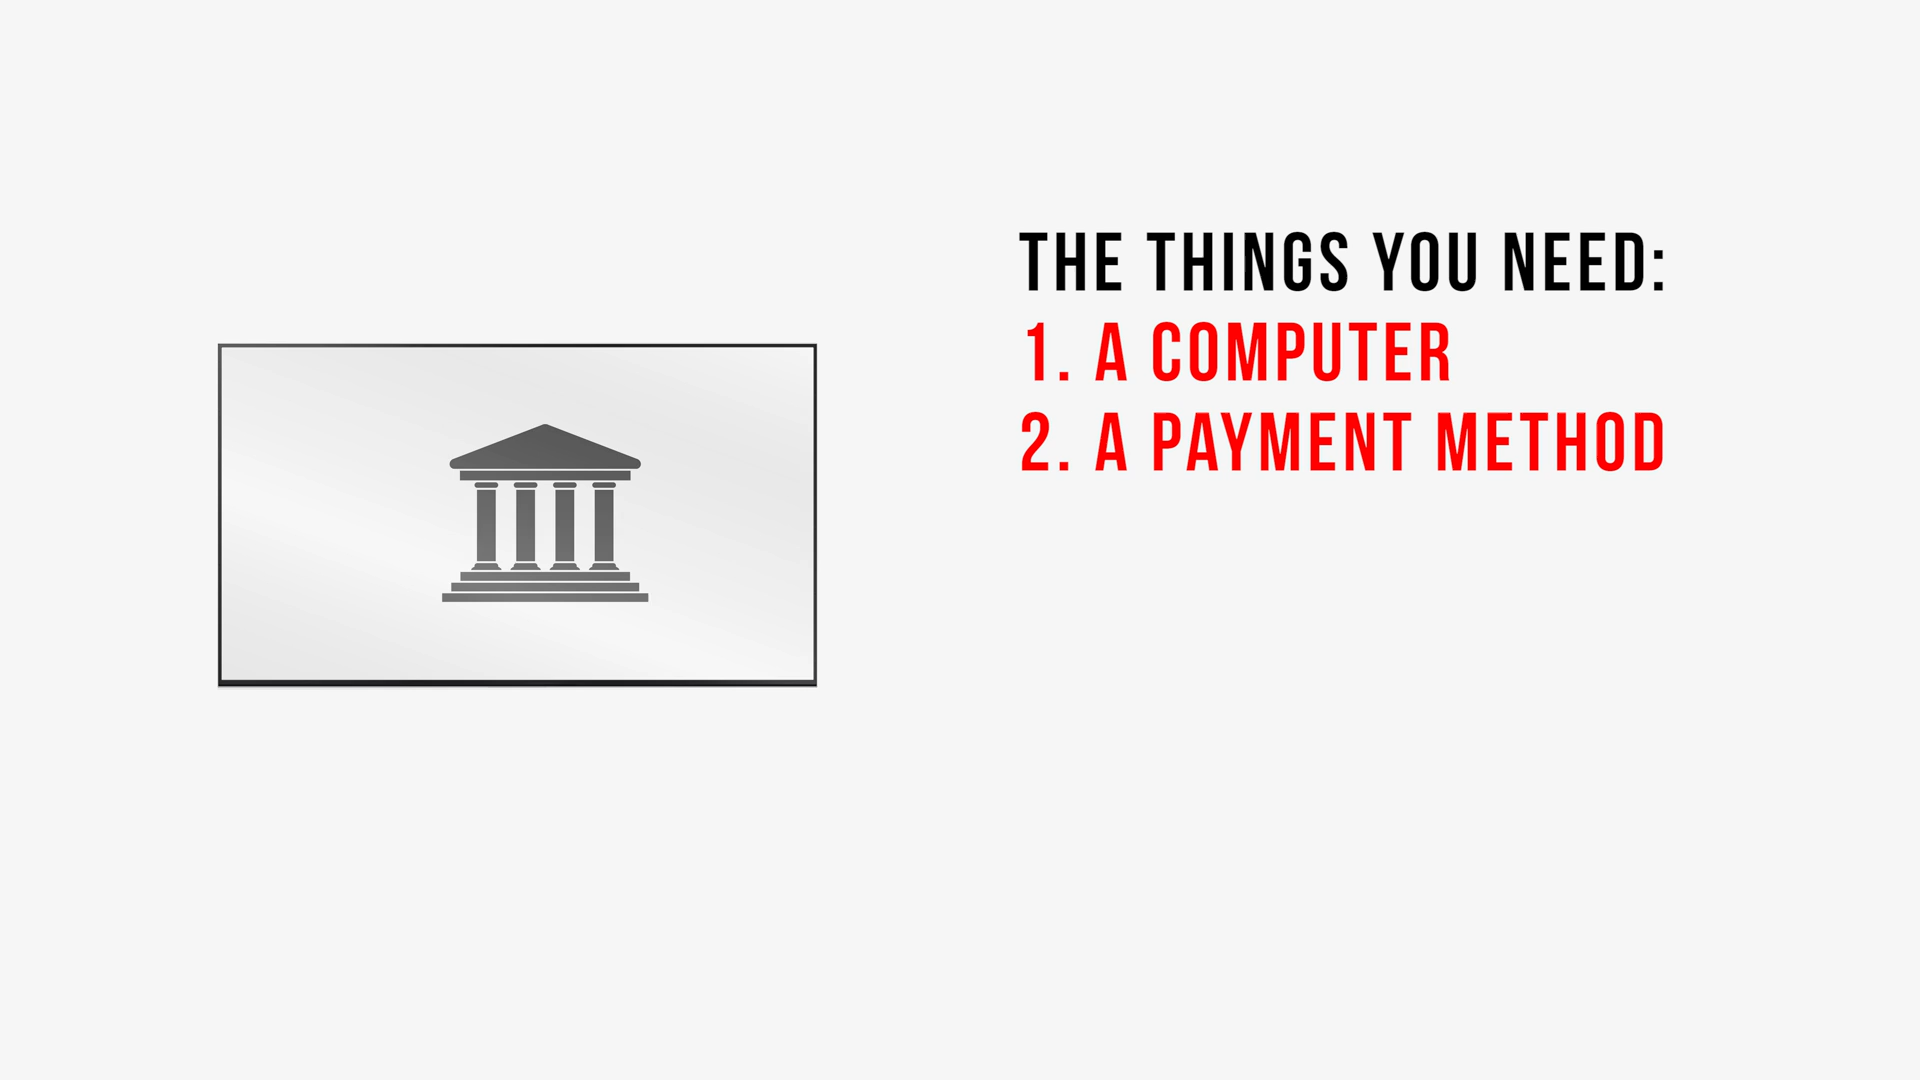 THE THINGS YOU NEED:
1. A COMPUTER
2. A PAYMENT METHOD